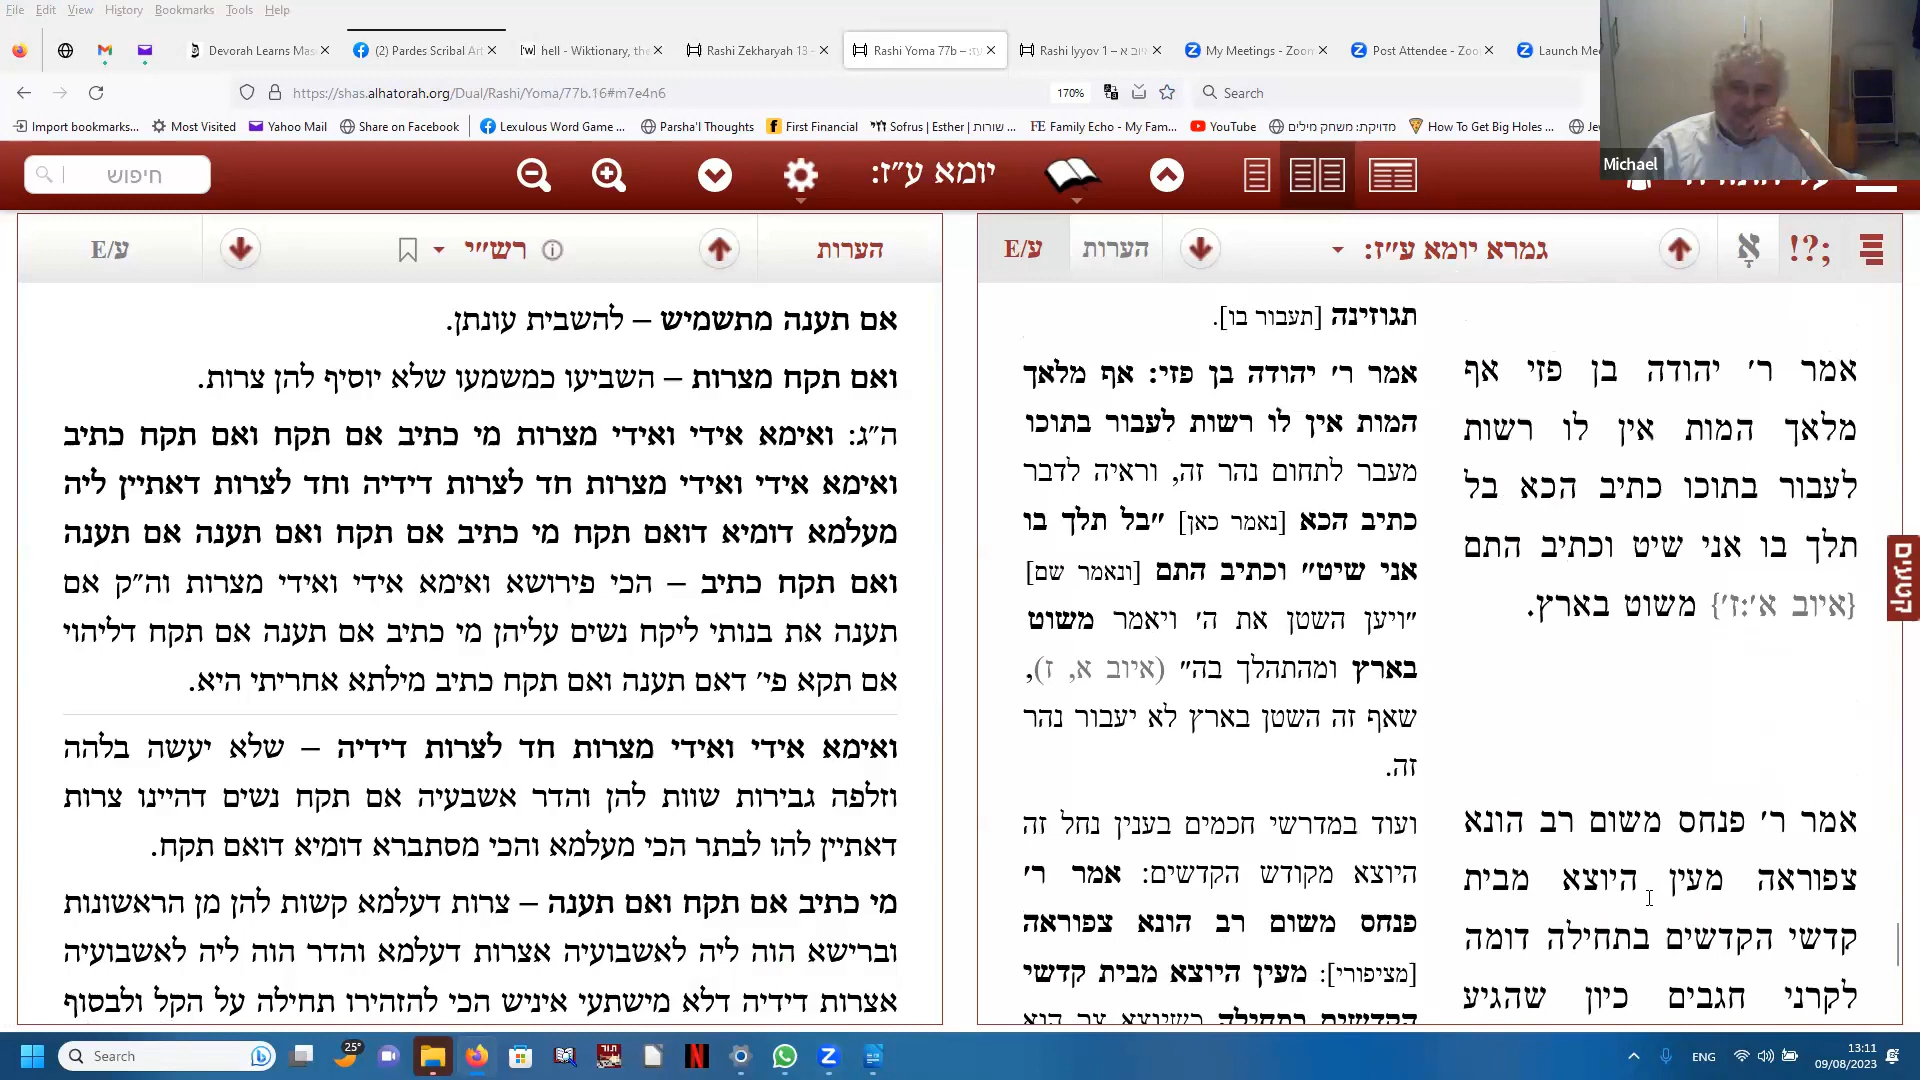 File Edit View History Bookmarks Tools Help
Devorah Learns Mas (2) Pardes Scribal Art hell - Wiktionary, the Rashi Zekharyah 13 – Rashi Yoma 77b – Rashi Iyyov 1 – איוב א My Meetings - Zoom Post Attendee - Zoo Launch Me
https://shas.alhatorah.org/Dual/Rashi/Yoma/77b.16#m7e4n6 170% Search
Import bookmarks... Most Visited Yahoo Mail Share on Facebook Lexulous Word Game ... Parsha'l Thoughts First Financial Sofrus | Esther | שורות ... Family Echo - My Fam... YouTube מדויקת: משחק מילים How To Get Big Holes ...
Michael
יומא ע״ז:
חיפוש
גמרא יומא ע״ז:
הערות
ע/E
!?;
אמר ר׳ יהודה בן פזי אף
מלאך המות אין לו רשות
לעבור בתוכו כתיב הכא בל
תלך בו אני שיט וכתיב התם
{איוב א׳:ז׳} משוט בארץ.
אמר ר׳ פנחס משום רב הונא
צפוראה מעין היוצא מבית
קדשי הקדשים בתחילה דומה
לקרני חגבים כיון שהגיע
תגוזינה [תעבור בו].
אמר ר׳ יהודה בן פזי: אף מלאך
המות אין לו רשות לעבור בתוכו
מעבר לתחום נהר זה, וראיה לדבר
כתיב הכא [נאמר כאן] ״בל תלך בו
אני שיט״ וכתיב התם [ונאמר שם]
״ויען השטן את ה׳ ויאמר משוט
בארץ ומהתהלך בה״ (איוב א, ז),
שאף זה השטן בארץ לא יעבור נהר
זה.
ועוד במדרשי חכמים בענין נחל זה
היוצא מקודש הקדשים: אמר ר׳
פנחס משום רב הונא צפוראה
[מציפורי]: מעין היוצא מבית קדשי
הקדשים בתחילה כשיוצא צר הוא
קטעים
הערות
רש״י
ע/E
אם תענה מתשמיש – להשבית עונתן.
ואם תקח מצרות – השביעו כמשמעו שלא יוסיף להן צרות.
ה״ג: ואימא אידי ואידי מצרות מי כתיב אם תקח ואם תקח כתיב
ואימא אידי ואידי מצרות חד לצרות דידיה וחד לצרות דאתיין ליה
מעלמא דומיא דואם תקח מי כתיב אם תקח ואם תענה אם תענה
ואם תקח כתיב – הכי פירושא ואימא אידי ואידי מצרות וה״ק אם
תענה את בנותי ליקח נשים עליהן מי כתיב אם תענה אם תקח דליהוי
אם תקא פי׳ דאם תענה ואם תקח כתיב מילתא אחריתי היא.
ואימא אידי ואידי מצרות חד לצרות דידיה – שלא יעשה בלהה
וזלפה גבירות שוות להן והדר אשבעיה אם תקח נשים דהיינו צרות
דאתיין להו לבתר הכי מעלמא והכי מסתברא דומיא דואם תקח.
מי כתיב אם תקח ואם תענה – צרות דעלמא קשות להן מן הראשונות
וברישא הוה ליה לאשבועיה אצרות דעלמא והדר הוה ליה לאשבועיה
אצרות דידיה דלא מישתעי איניש הכי להזהירו תחילה על הקל ולבסוף
Search 25° ENG 13:11
09/08/2023